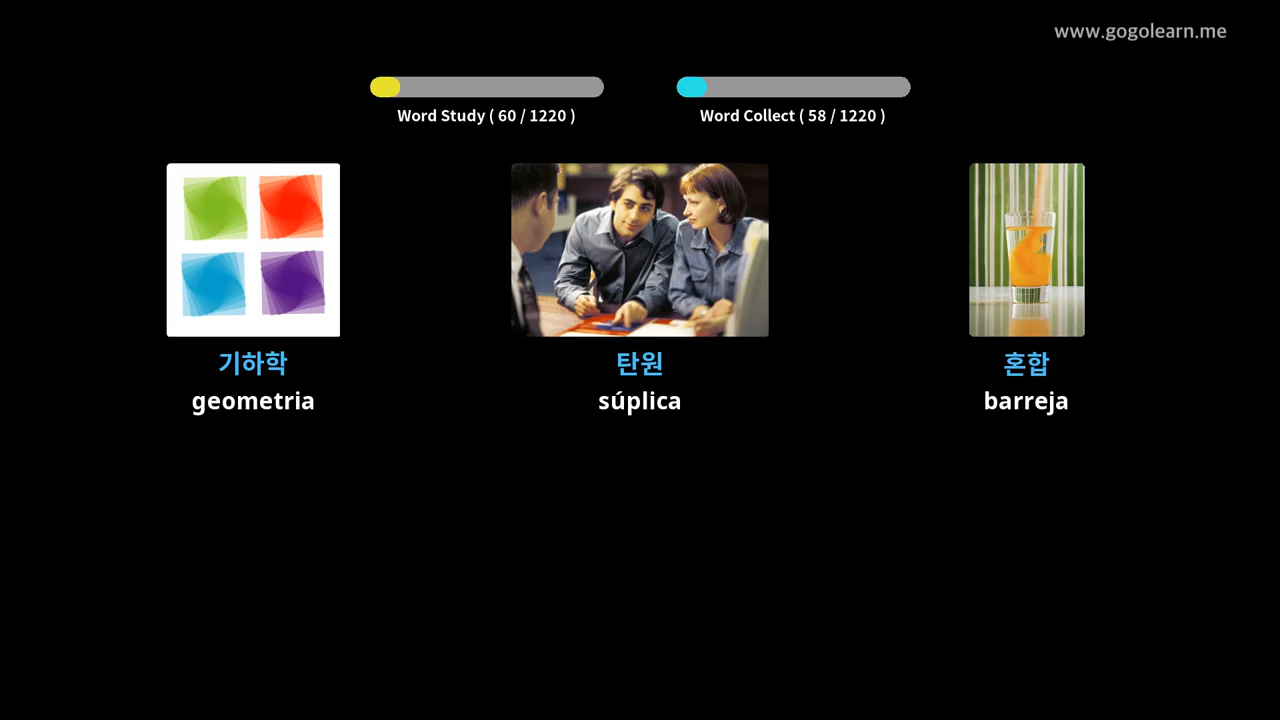 www.gogolearn.me
Word Study ( 60 / 1220 )
Word Collect ( 58 / 1220 )
기하학
geometria
탄원
súplica
혼합
barreja